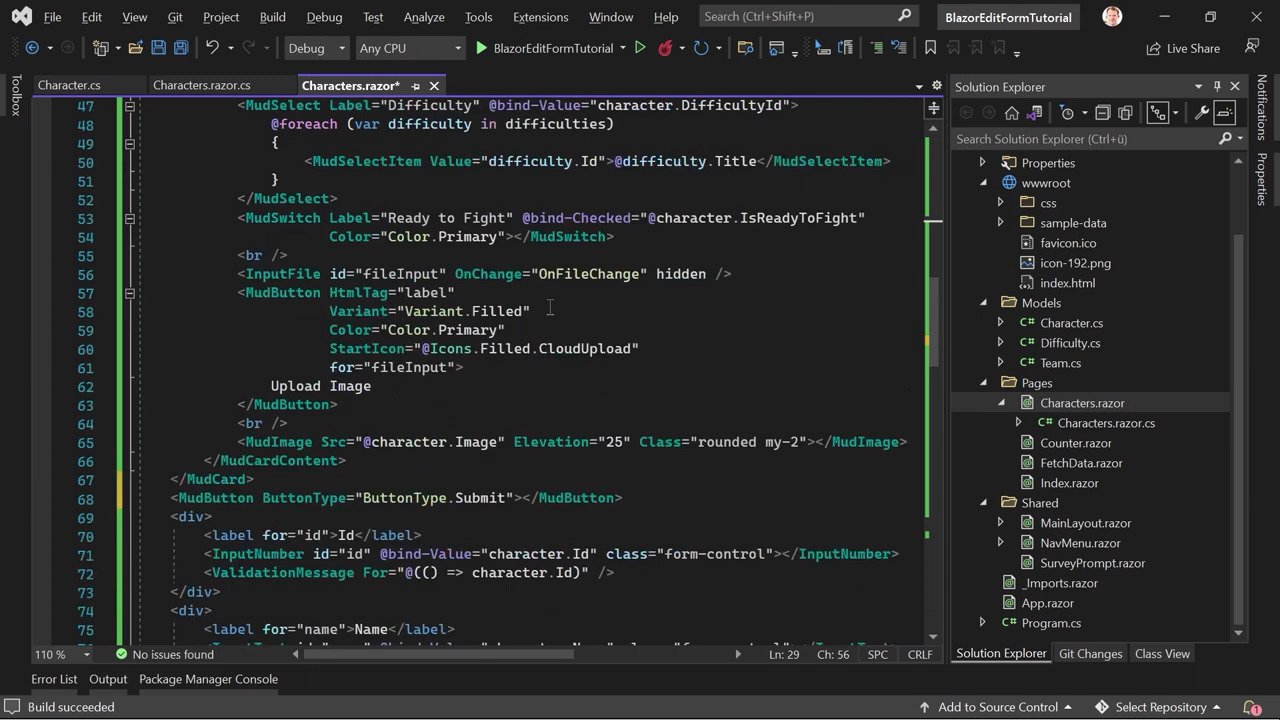 File Edit View Git Project Build Debug Test Analyze Tools Extensions Window Help Search (Ctrl+Shift+P) BlazorEditFormTutorial
Debug Any CPU BlazorEditFormTutorial Live Share
Character.cs Characters.razor.cs Characters.razor*
Toolbox
47 <MudSelect Label="Difficulty" @bind-Value="character.DifficultyId">
48 @foreach (var difficulty in difficulties)
49 {
50 <MudSelectItem Value="difficulty.Id">@difficulty.Title</MudSelectItem>
51 }
52 </MudSelect>
53 <MudSwitch Label="Ready to Fight" @bind-Checked="@character.IsReadyToFight"
54 Color="Color.Primary"></MudSwitch>
55 <br />
56 <InputFile id="fileInput" OnChange="OnFileChange" hidden />
57 <MudButton HtmlTag="label"
58 Variant="Variant.Filled"
59 Color="Color.Primary"
60 StartIcon="@Icons.Filled.CloudUpload"
61 for="fileInput">
62 Upload Image
63 </MudButton>
64 <br />
65 <MudImage Src="@character.Image" Elevation="25" Class="rounded my-2"></MudImage>
66 </MudCardContent>
67 </MudCard>
68 <MudButton ButtonType="ButtonType.Submit"></MudButton>
69 <div>
70 <label for="id">Id</label>
71 <InputNumber id="id" @bind-Value="character.Id" class="form-control"></InputNumber>
72 <ValidationMessage For="@(() => character.Id)" />
73 </div>
74 <div>
75 <label for="name">Name</label>
110 % No issues found Ln: 29 Ch: 56 SPC CRLF
Solution Explorer
Search Solution Explorer (Ctrl+ü)
Properties
wwwroot
css
sample-data
favicon.ico
icon-192.png
index.html
Models
C# Character.cs
C# Difficulty.cs
C# Team.cs
Pages
Characters.razor
C# Characters.razor.cs
Counter.razor
FetchData.razor
Index.razor
Shared
MainLayout.razor
NavMenu.razor
SurveyPrompt.razor
_Imports.razor
App.razor
C# Program.cs
Solution Explorer Git Changes Class View
Notifications
Properties
Error List Output Package Manager Console
Build succeeded Add to Source Control Select Repository 1